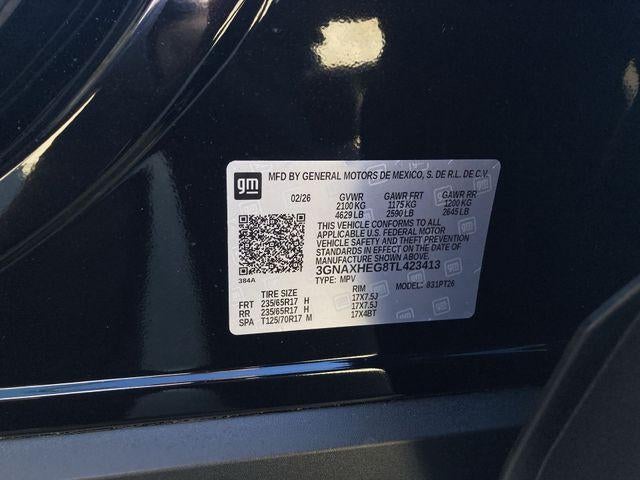 gm MFD BY GENERAL MOTORS DE MEXICO, S. DE R.L. DE C.V.
02/26 GVWR GAWR FRT GAWR RR
2100 KG 1175 KG 1200 KG
4629 LB 2590 LB 2645 LB
THIS VEHICLE CONFORMS TO ALL
APPLICABLE U.S. FEDERAL MOTOR
VEHICLE SAFETY AND THEFT PREVENTION
STANDARDS IN EFFECT ON THE DATE OF
MANUFACTURE SHOWN ABOVE.
3GNAXHEG8TL423413
384A TYPE: MPV MODEL: 831PT26
TIRE SIZE RIM
FRT 235/65R17 H 17X7.5J
RR 235/65R17 H 17X7.5J
SPA T125/70R17 M 17X4BT